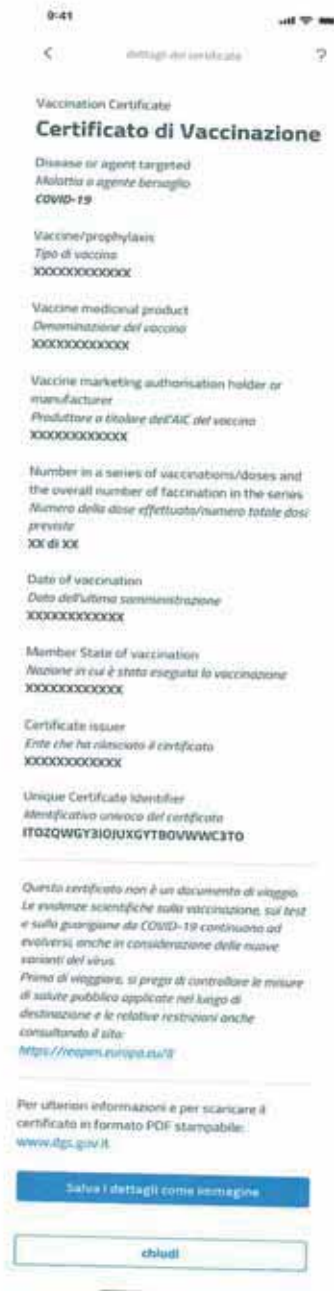 9:41
dettagli del certificato
?
Vaccination Certificate
Certificato di Vaccinazione
Disease or agent targeted
Malattia o agente bersaglio
COVID-19
Vaccine/prophylaxis
Tipo di vaccino
XXXXXXXXXXXX
Vaccine medicinal product
Denominazione del vaccino
XXXXXXXXXXXX
Vaccine marketing authorisation holder or
manufacturer
Produttore o titolare dell'AIC del vaccino
XXXXXXXXXXXX
Number in a series of vaccinations/doses and
the overall number of faccination in the series
Numero della dose effettuata/numero totale dosi
previste
XX di XX
Date of vaccination
Data dell'ultima somministrazione
XXXXXXXXXXXX
Member State of vaccination
Nazione in cui è stata eseguita la vaccinazione
XXXXXXXXXXXX
Certificate issuer
Ente che ha rilasciato il certificato
XXXXXXXXXXXX
Unique Certifcate Identifier
Identificativo univoco del certificato
ITOZQWGY3IOJUXGYTBOVWWC3TO
Questo certificato non è un documento di viaggio.
Le evidenze scientifiche sulla vaccinazione, sui test
e sulla guarigione da COVID-19 continuano ad
evolversi, anche in considerazione delle nuove
varianti del virus.
Prima di viaggiare, si prega di controllare le misure
di salute pubblica applicate nel luogo di
destinazione e le relative restrizioni anche
consultando il sito:
https://reopen.europa.eu/it
Per ulteriori informazioni e per scaricare il
certificato in formato PDF stampabile:
www.dgc.gov.it
Salva i dettagli come immagine
chiudi